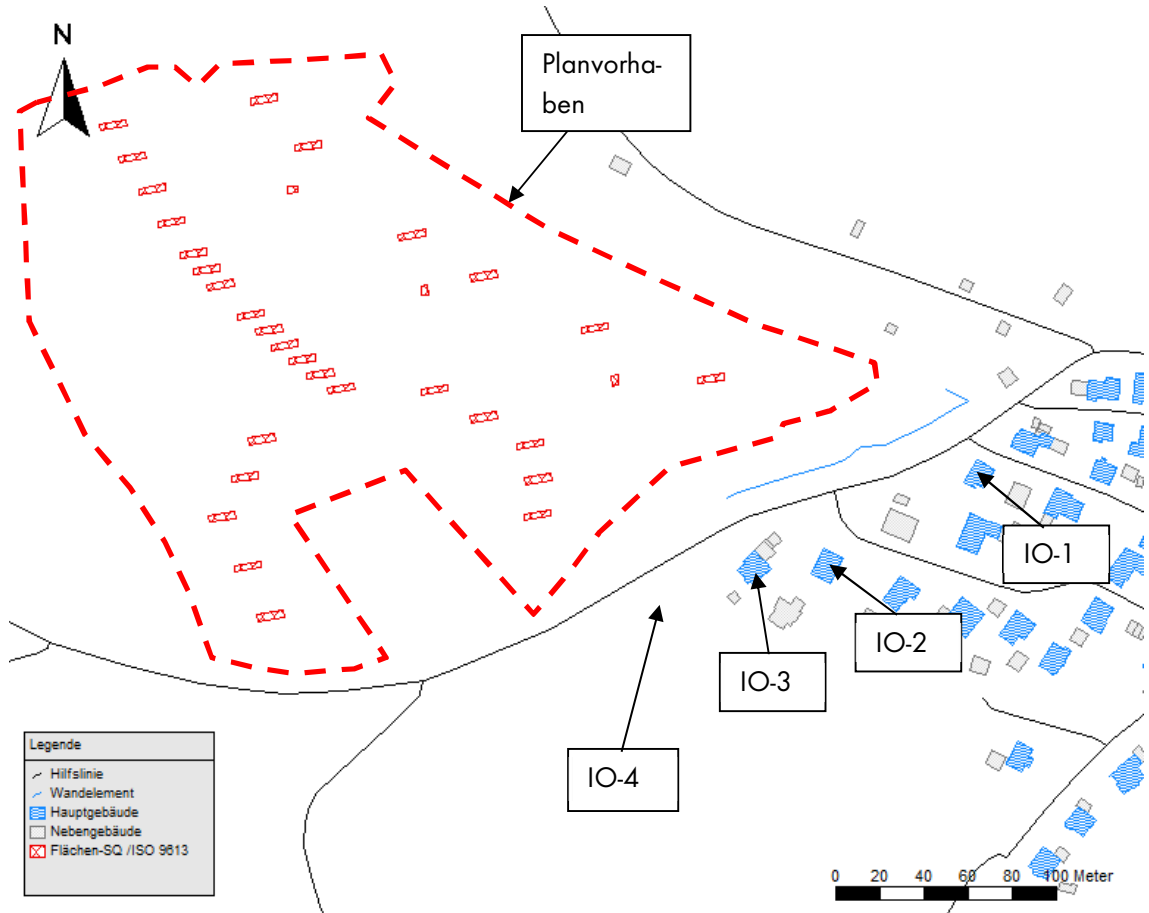 N
Planvorha-
ben
IO-1
IO-2
IO-3
IO-4
Legende
Hilfslinie
Wandelement
Hauptgebäude
Nebengebäude
Flächen-SQ /ISO 9613
0 20 40 60 80 100 Meter